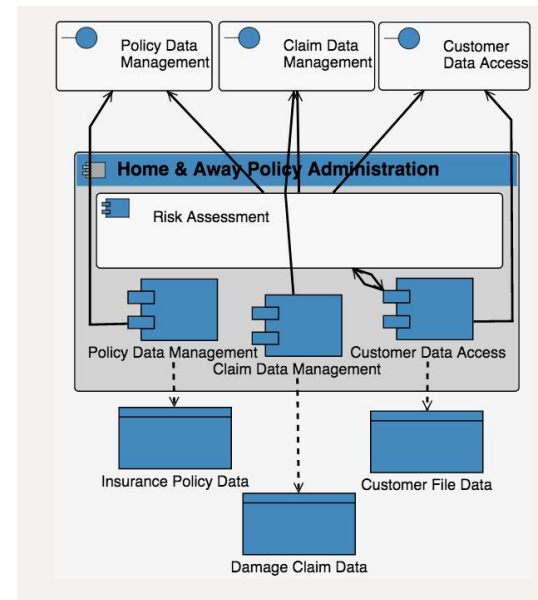 Policy Data
Management
Claim Data
Management
Customer
Data Access
Home & Away Policy Administration
Risk Assessment
Policy Data Management
Claim Data Management
Customer Data Access
Insurance Policy Data
Customer File Data
Damage Claim Data